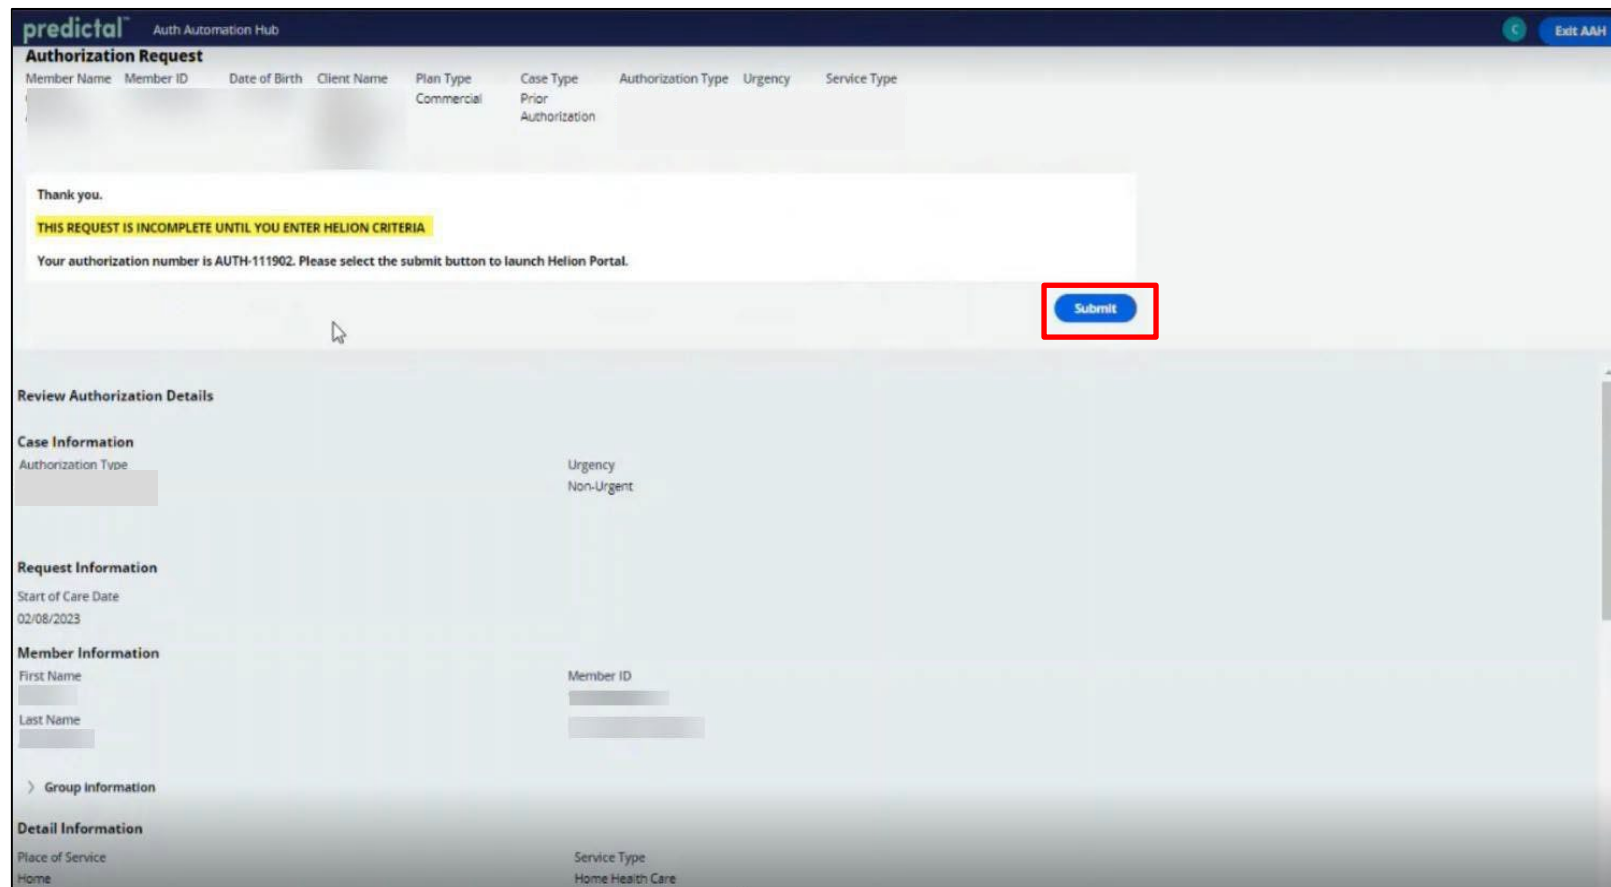 predictal™ Auth Automation Hub C Exit AAH
Authorization Request
Member Name Member ID Date of Birth Client Name Plan Type Case Type Authorization Type Urgency Service Type
Commercial Prior
Authorization
Thank you.
THIS REQUEST IS INCOMPLETE UNTIL YOU ENTER HELION CRITERIA
Your authorization number is AUTH-111902. Please select the submit button to launch Helion Portal.
Submit
Review Authorization Details
Case Information
Authorization Type Urgency
Non-Urgent
Request Information
Start of Care Date
02/08/2023
Member Information
First Name Member ID
Last Name
Group Information
Detail Information
Place of Service Service Type
Home Home Health Care